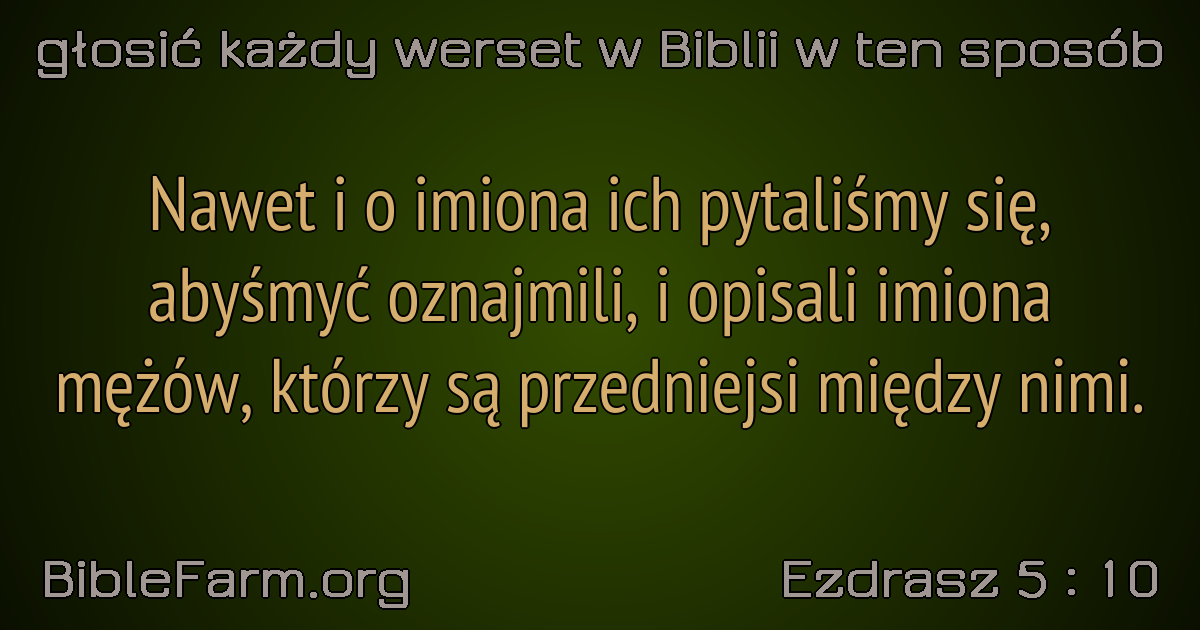 głosić każdy werset w Biblii w ten sposób
Nawet i o imiona ich pytaliśmy się,
abyśmyć oznajmili, i opisali imiona
mężów, którzy są przedniejsi między nimi.
BibleFarm.org
Ezdrasz 5 : 10